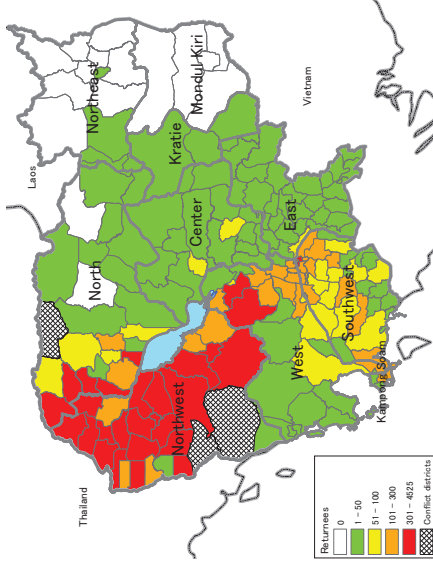 Laos
Northeast
Mondul Kiri
Kratie
Vietnam
North
Center
East
Thailand
Northwest
West
Southwest
Kampong Soam
Returnees
0
1 – 50
51 – 100
101 – 300
301 – 4525
Conflict districts